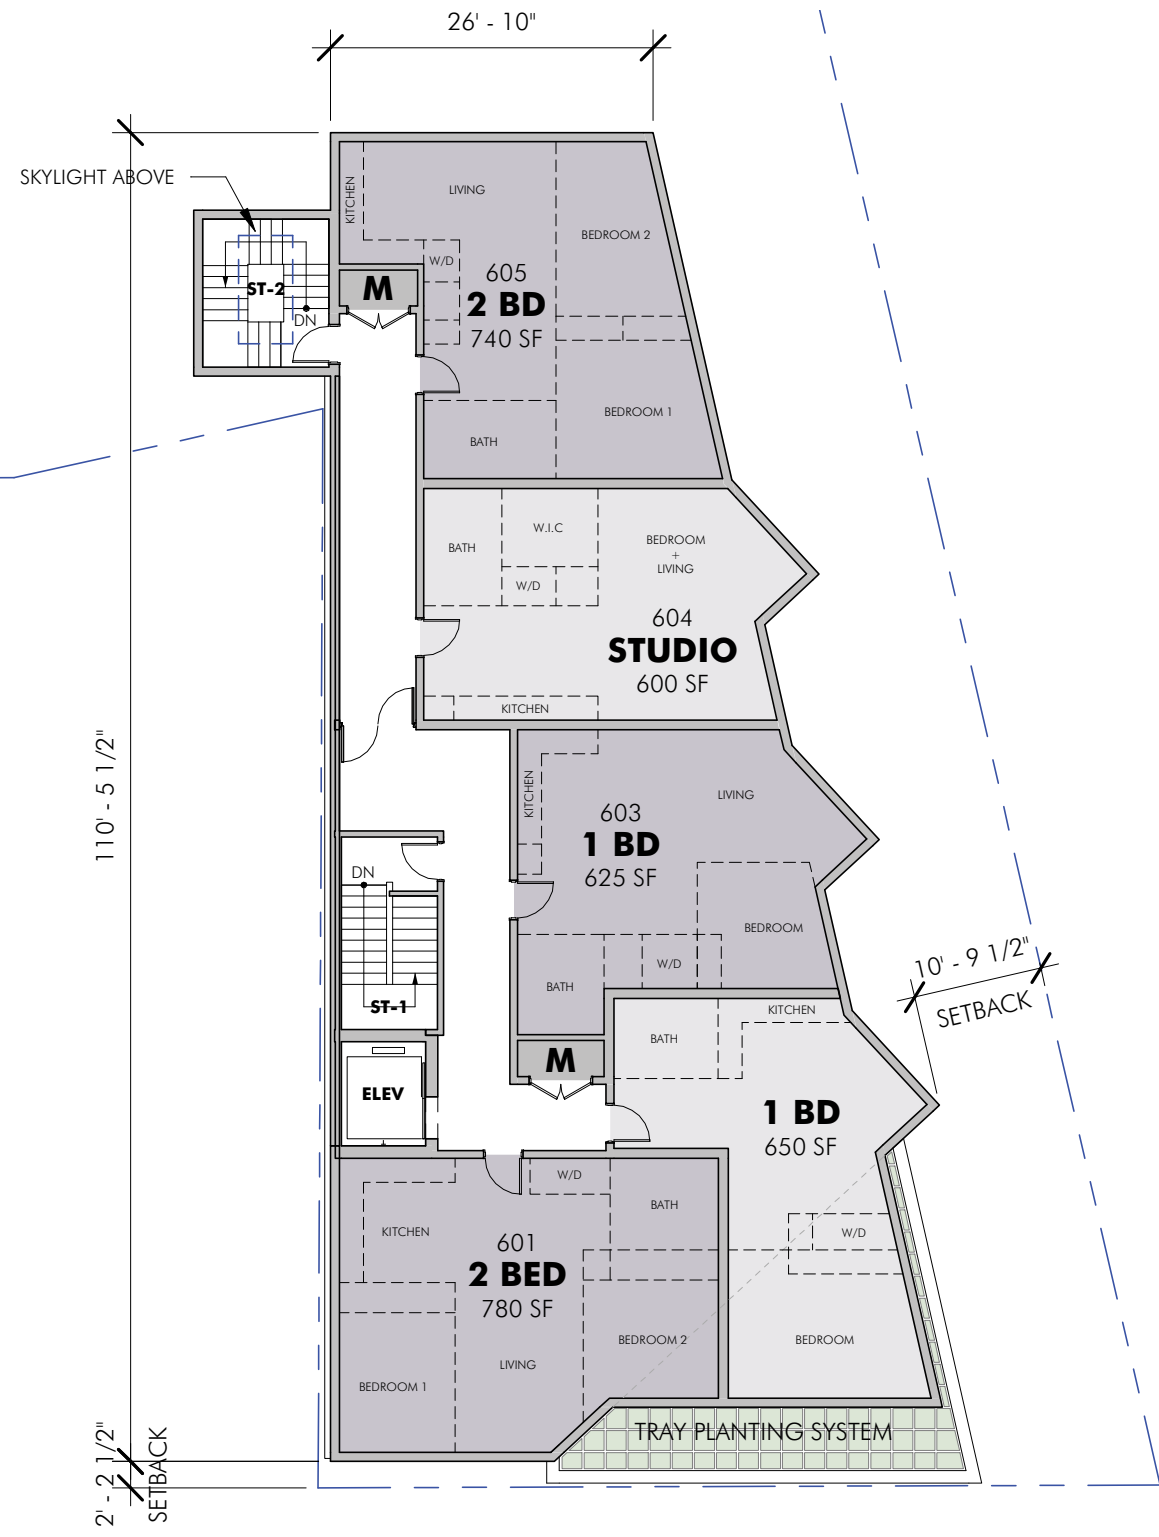 26' - 10"
SKYLIGHT ABOVE
KITCHEN
LIVING
BEDROOM 2
W/D
605
2 BD
740 SF
M
ST-2
DN
BEDROOM 1
BATH
W.I.C
BATH
BEDROOM
+
LIVING
W/D
604
STUDIO
600 SF
KITCHEN
110' - 5 1/2"
KITCHEN
LIVING
603
1 BD
625 SF
DN
BEDROOM
W/D
BATH
ST-1
10' - 9 1/2"
SETBACK
KITCHEN
BATH
M
ELEV
1 BD
650 SF
W/D
BATH
KITCHEN
W/D
601
2 BED
780 SF
BEDROOM 2
BEDROOM
LIVING
BEDROOM 1
TRAY PLANTING SYSTEM
2' - 2 1/2"
SETBACK